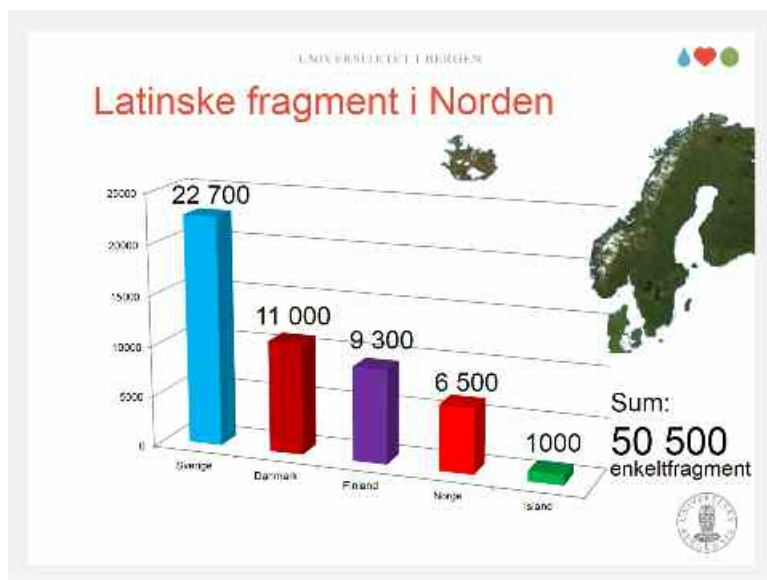 UNIVERSITETET I BERGEN
Latinske fragment i Norden
25000
20000
15000
10000
5000
0
22 700
11 000
9 300
6 500
1000
Sverige
Danmark
Finland
Norge
Island
Sum:
50 500
enkeltfragment